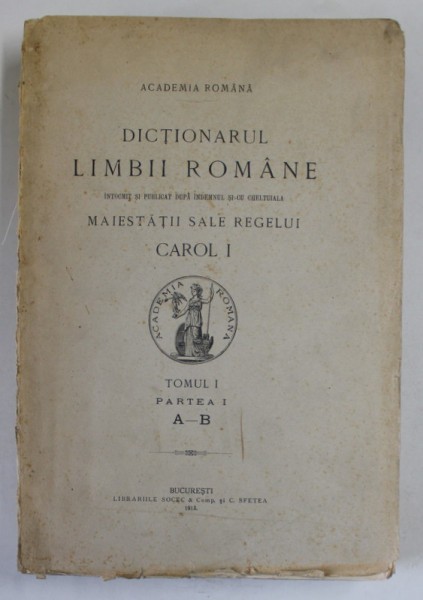 ACADEMIA ROMÂNĂ
DICȚIONARUL
LIMBII ROMÂNE
ÎNTOCMIT ȘI PUBLICAT DUPĂ ÎNDEMNUL ȘI CU CHELTUIALA
MAIESTĂȚII SALE REGELUI
CAROL I
ACADEMIA ROMANA
TOMUL I
PARTEA I
A—B
BUCUREȘTI
LIBRĂRIILE SOCEC & Comp. și C. SFETEA
1913.